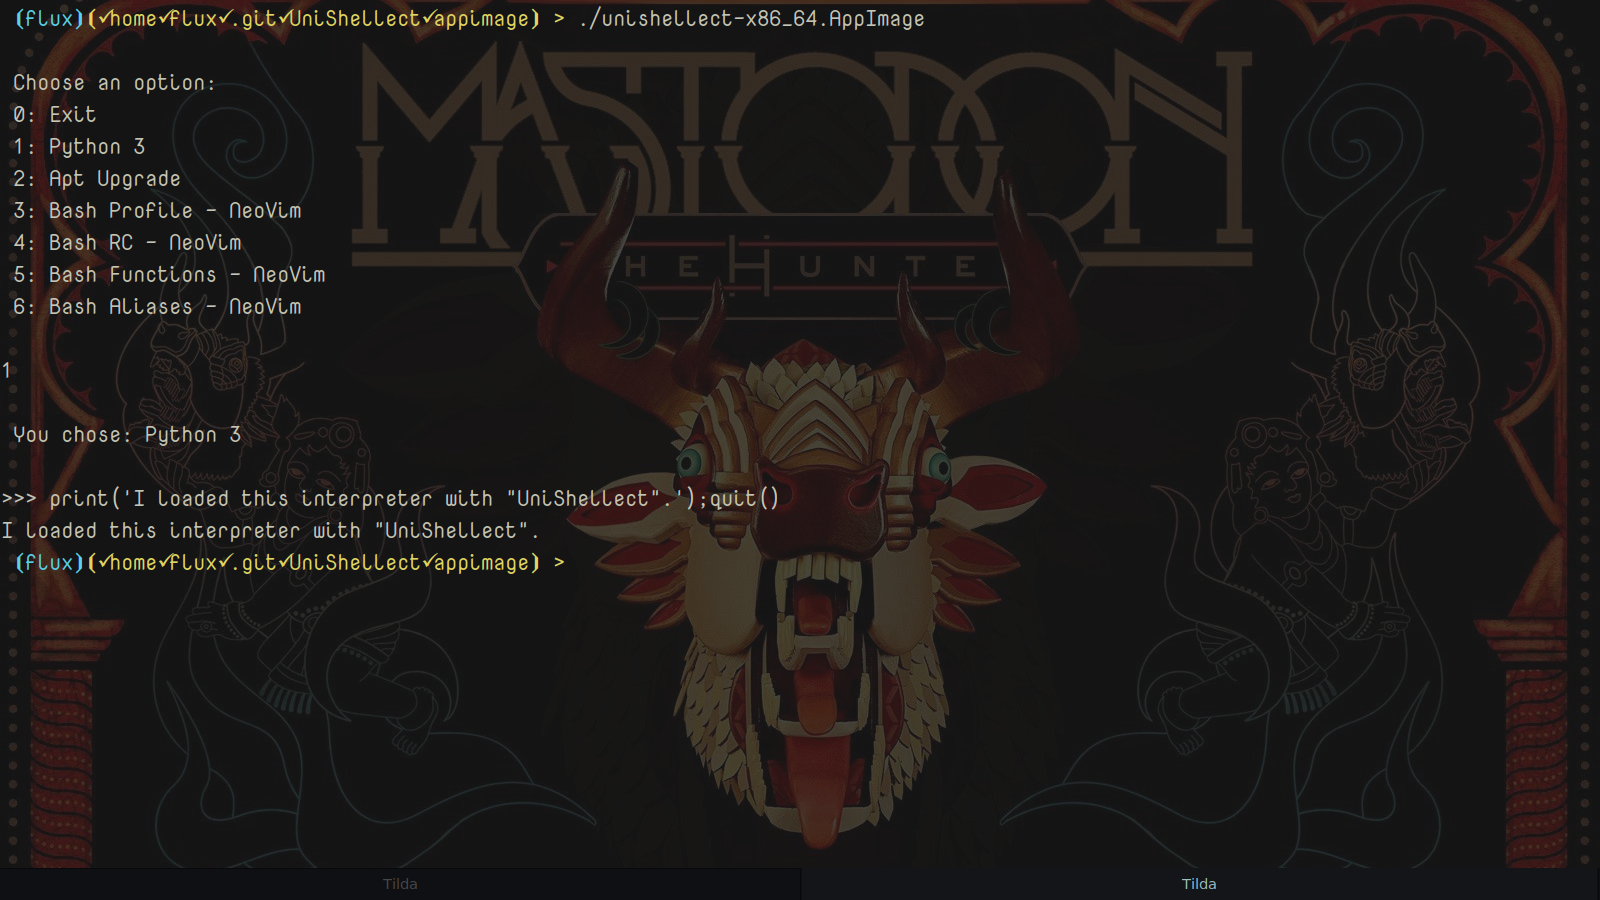 (flux)(✓home✓flux✓.git✓UniShellect✓appimage) > ./unishellect-x86_64.AppImage
Choose an option:
0: Exit
1: Python 3
2: Apt Upgrade
3: Bash Profile - NeoVim
4: Bash RC - NeoVim
5: Bash Functions - NeoVim
6: Bash Aliases - NeoVim
1
You chose: Python 3
>>> print('I loaded this interpreter with "UniShellect".');quit()
I loaded this interpreter with "UniShellect".
(flux)(✓home✓flux✓.git✓UniShellect✓appimage) >
MASTODON
THE HUNTER
Tilda
Tilda